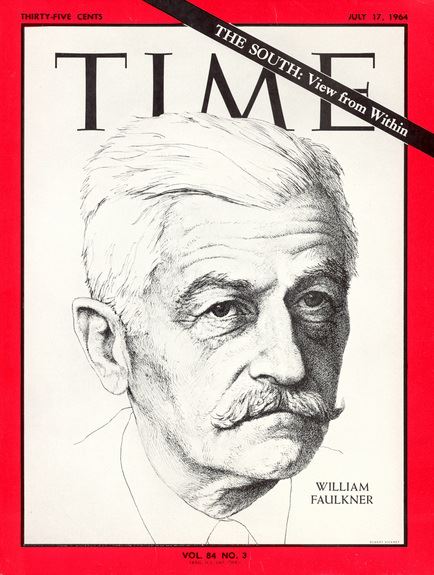 THIRTY-FIVE CENTS
JULY 17, 1964
THE SOUTH: View from Within
TIME
WILLIAM
FAULKNER
VOL. 84 NO. 3